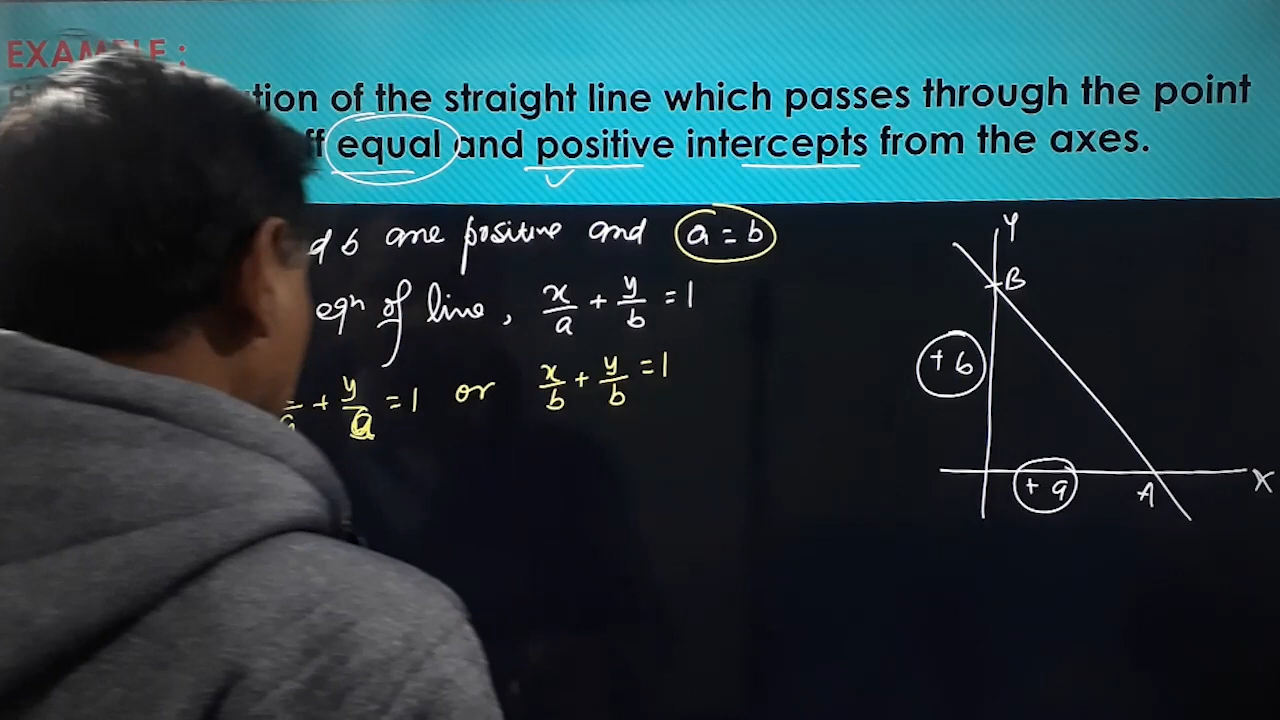 EXAMPLE :
of the straight line which passes through the point
equal and positive intercepts from the axes.
b are positive and a = b
eqn of line, x/a + y/b = 1
+ y/a = 1 or x/b + y/b = 1
Y
B
+ b
+ a
A
X